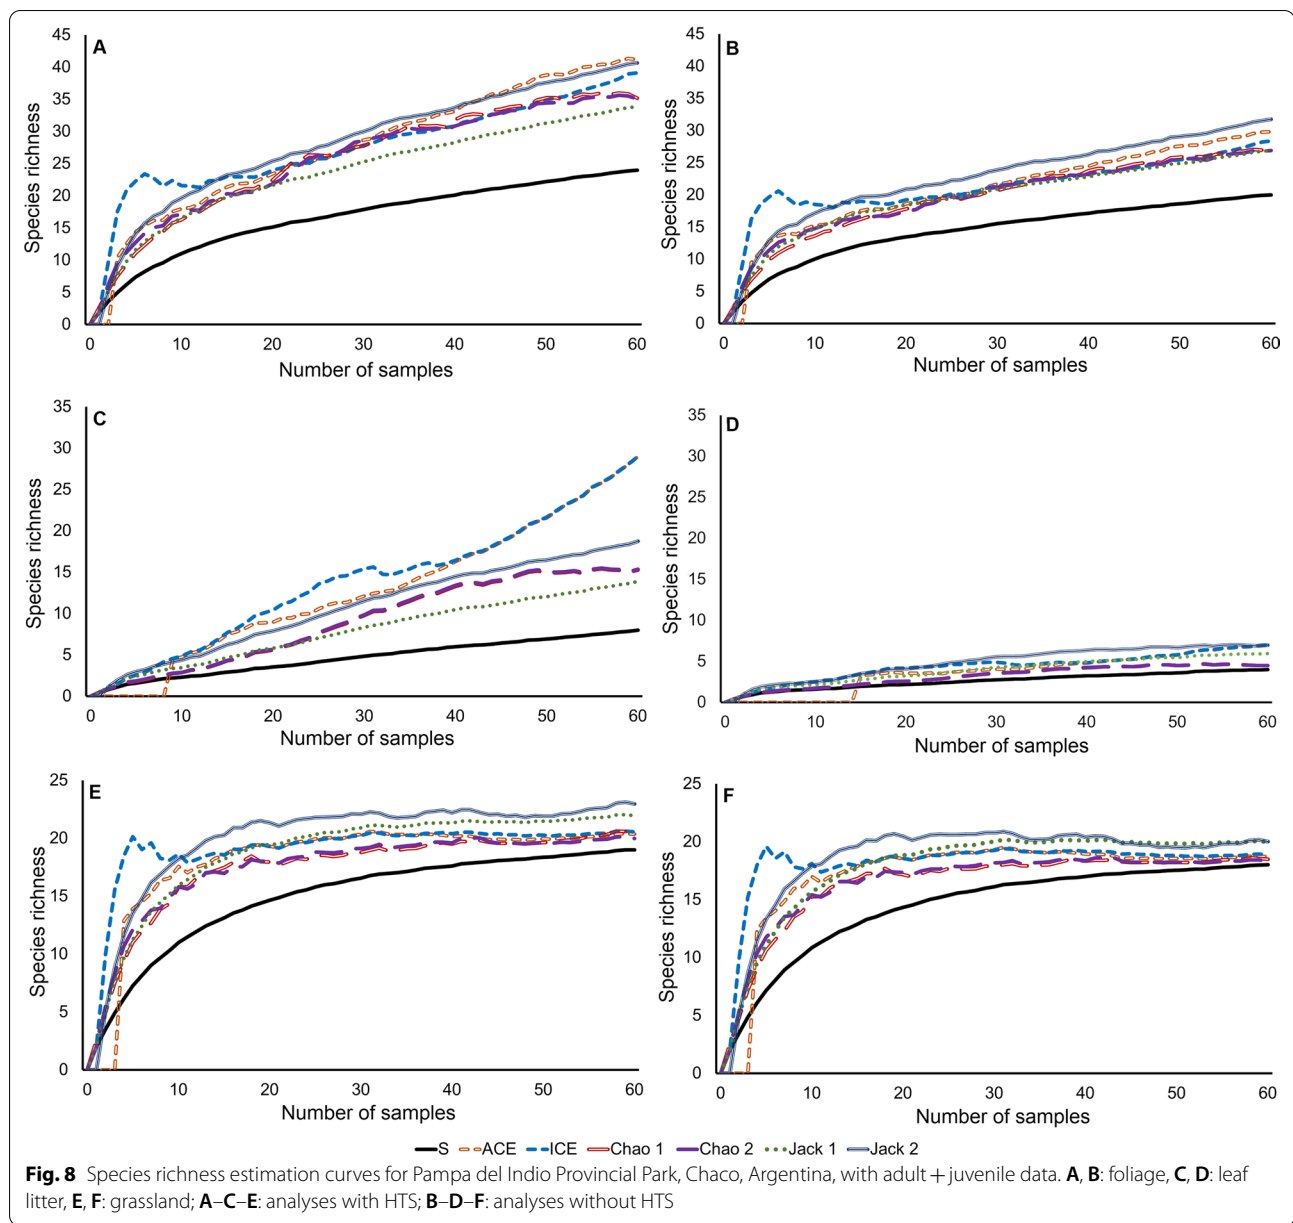 A
Species richness
45
40
35
30
25
20
15
10
5
0
0 10 20 30 40 50 60
Number of samples
B
Species richness
45
40
35
30
25
20
15
10
5
0
0 10 20 30 40 50 60
Number of samples
C
Species richness
35
30
25
20
15
10
5
0
0 10 20 30 40 50 60
Number of samples
D
Species richness
35
30
25
20
15
10
5
0
0 10 20 30 40 50 60
Number of samples
E
Species richness
25
20
15
10
5
0
0 10 20 30 40 50 60
Number of samples
F
Species richness
25
20
15
10
5
0
0 10 20 30 40 50 60
Number of samples
S ACE ICE Chao 1 Chao 2 Jack 1 Jack 2
Fig. 8 Species richness estimation curves for Pampa del Indio Provincial Park, Chaco, Argentina, with adult + juvenile data. A, B: foliage, C, D: leaf
litter, E, F: grassland; A–C–E: analyses with HTS; B–D–F: analyses without HTS